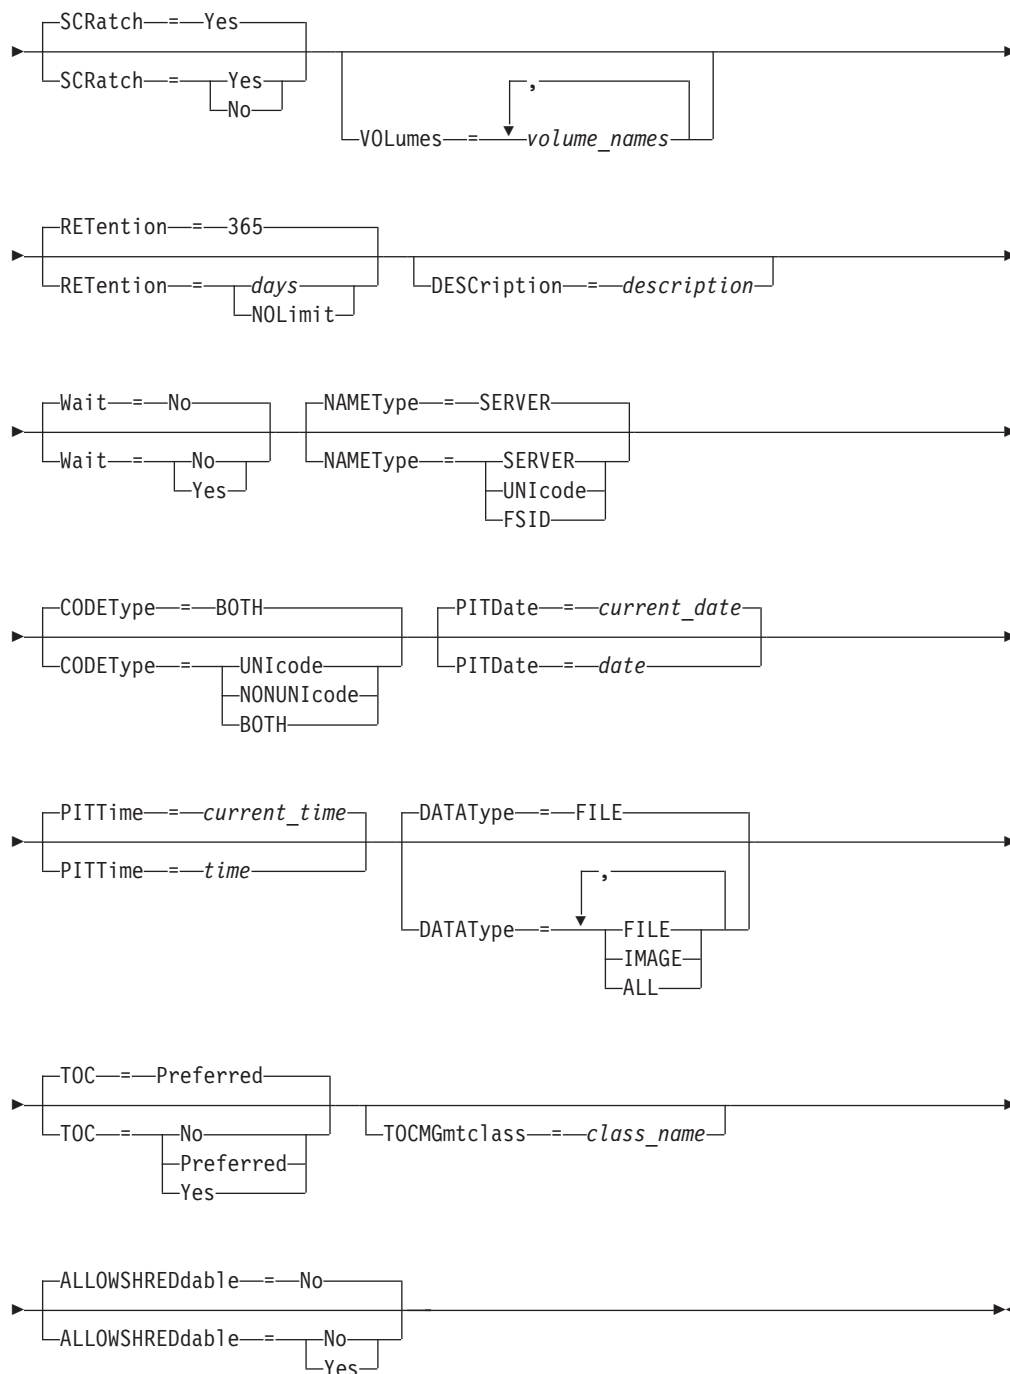 SCRatch = Yes
SCRatch = Yes
No
,
VOLumes = volume_names
RETention = 365
RETention = days
NOLimit
DESCription = description
Wait = No
Wait = No
Yes
NAMEType = SERVER
NAMEType = SERVER
UNIcode
FSID
CODEType = BOTH
CODEType = UNIcode
NONUNIcode
BOTH
PITDate = current_date
PITDate = date
PITTime = current_time
PITTime = time
DATAType = FILE
,
DATAType = FILE
IMAGE
ALL
TOC = Preferred
TOC = No
Preferred
Yes
TOCMGmtclass = class_name
ALLOWSHREDdable = No
ALLOWSHREDdable = No
Yes